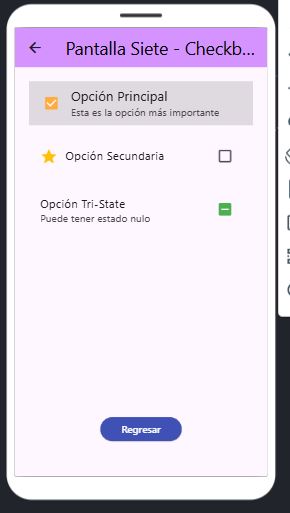 Pantalla Siete - Checkb...
Opción Principal
Esta es la opción más importante
Opción Secundaria
Opción Tri-State
Puede tener estado nulo
Regresar